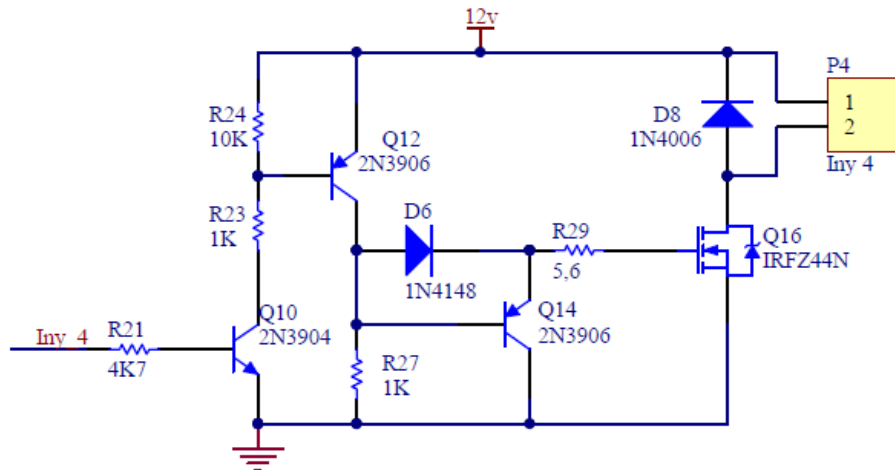 12v
P4
R24
10K
Q12
2N3906
D8
1N4006
1
2
Iny 4
R23
1K
D6
1N4148
R29
5,6
Q16
IRFZ44N
Q10
2N3904
Q14
2N3906
Iny 4
R21
4K7
R27
1K